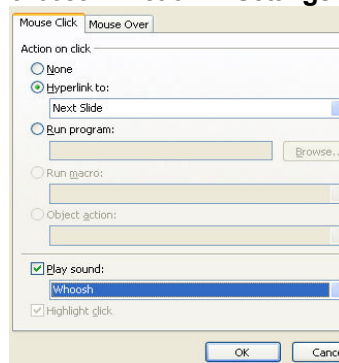 Mouse Click Mouse Over
Action on click
None
Hyperlink to:
Next Slide
Run program:
Browse..
Run macro:
Object action:
Play sound:
Whoosh
Highlight click
OK Cance